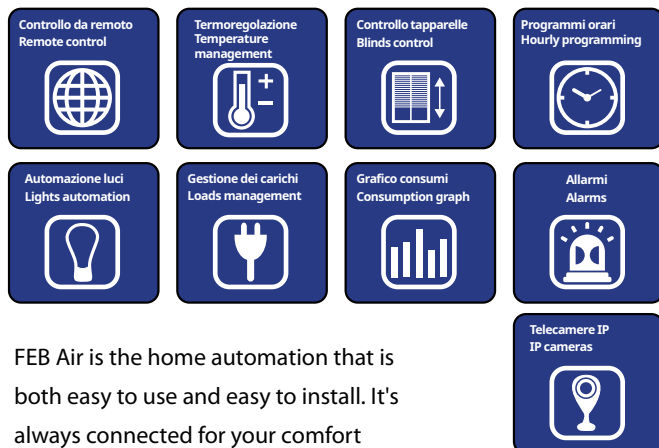 Controllo da remoto
Remote control
Termoregolazione
Temperature
management
Controllo tapparelle
Blinds control
Programmi orari
Hourly programming
Automazione luci
Lights automation
Gestione dei carichi
Loads management
Grafico consumi
Consumption graph
Allarmi
Alarms
Telecamere IP
IP cameras
FEB Air is the home automation that is
both easy to use and easy to install. It's
always connected for your comfort